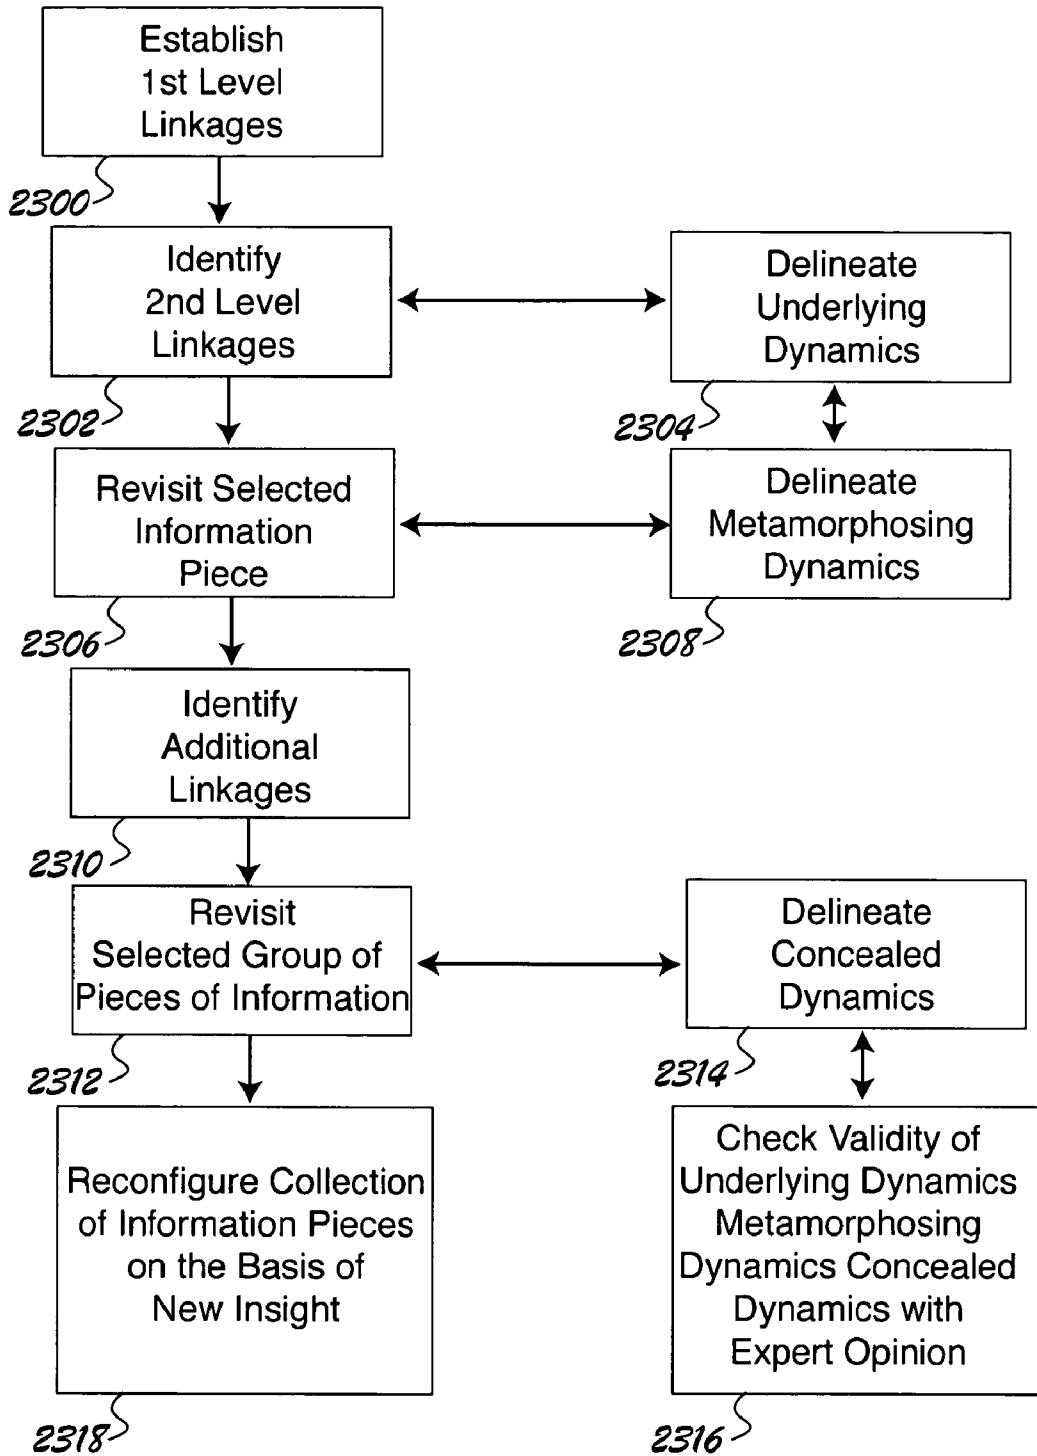 Establish
1st Level
Linkages
2300
Identify
2nd Level
Linkages
2302
Delineate
Underlying
Dynamics
2304
Revisit Selected
Information
Piece
2306
Delineate
Metamorphosing
Dynamics
2308
Identify
Additional
Linkages
2310
Revisit
Selected Group of
Pieces of Information
2312
Delineate
Concealed
Dynamics
2314
Reconfigure Collection
of Information Pieces
on the Basis of
New Insight
2318
Check Validity of
Underlying Dynamics
Metamorphosing
Dynamics Concealed
Dynamics with
Expert Opinion
2316